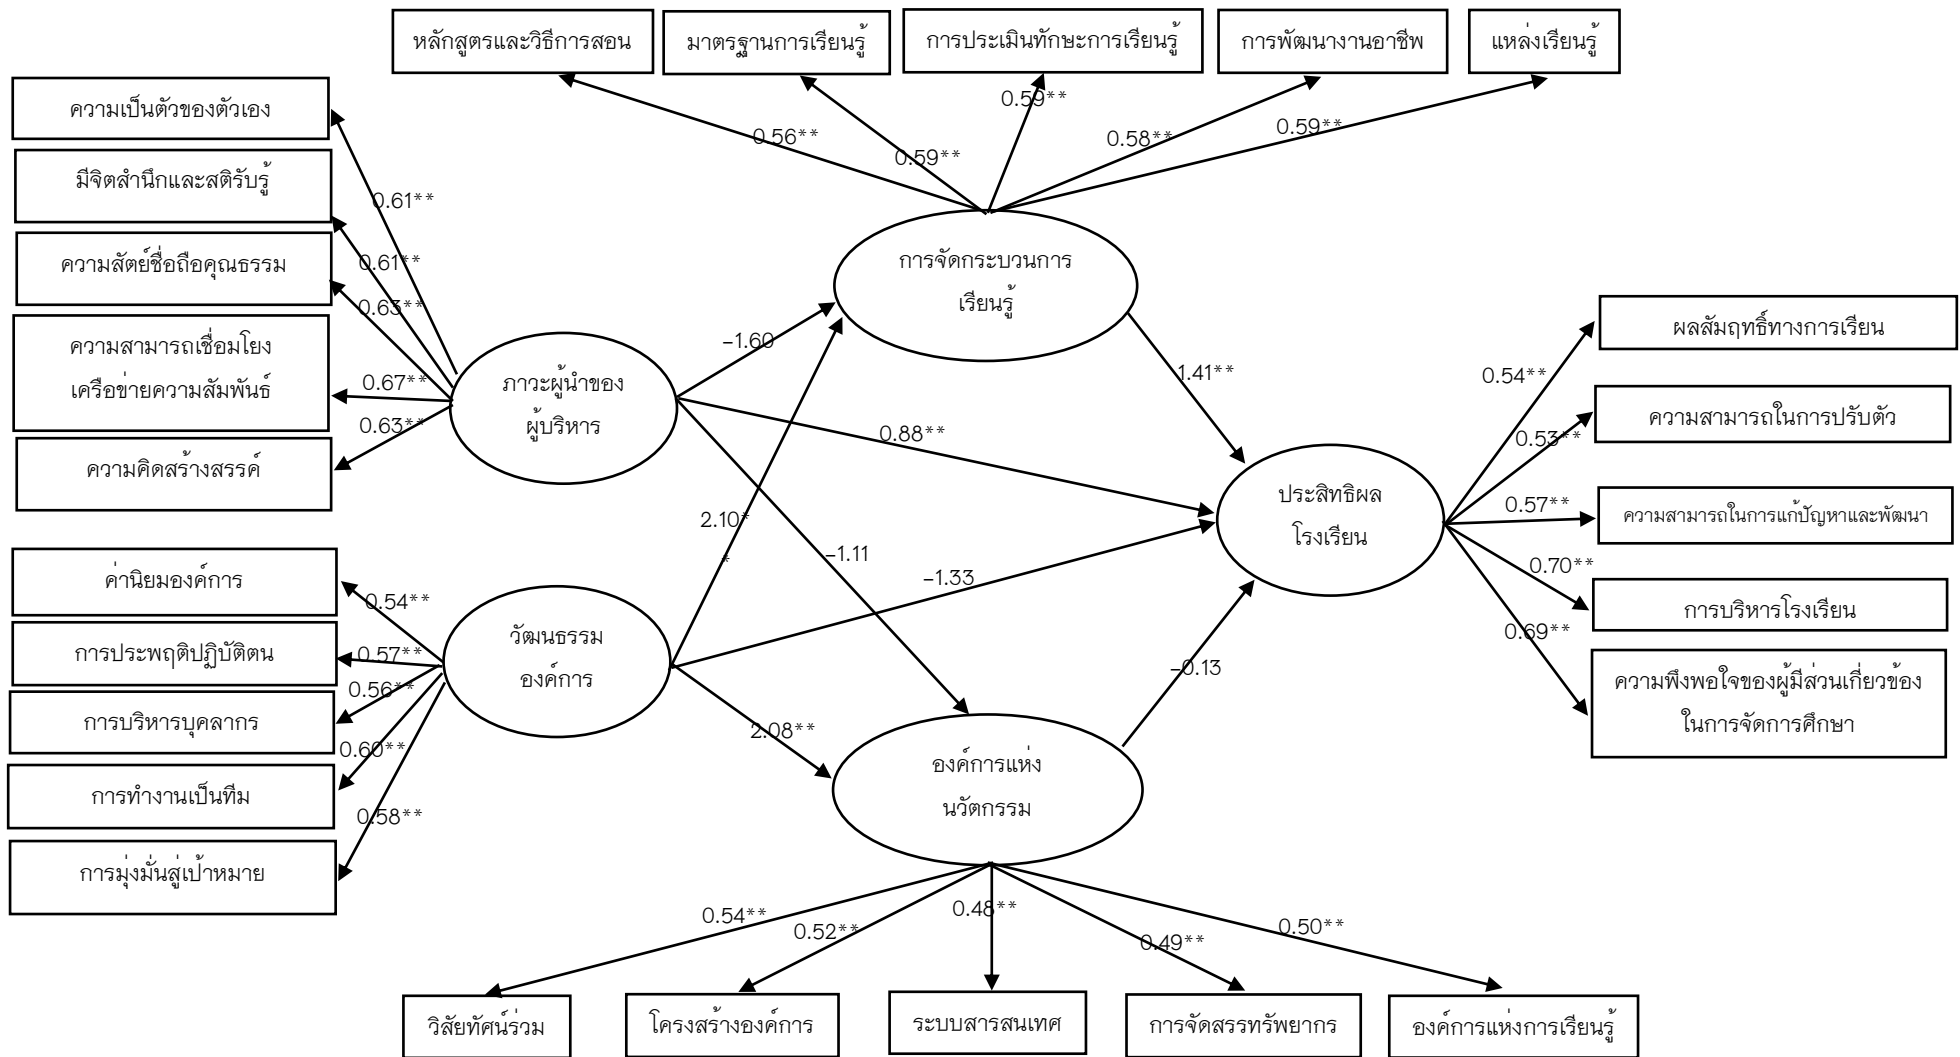 หลักสูตรและวิธีการสอน
มาตรฐานการเรียนรู้
การประเมินทักษะการเรียนรู้
การพัฒนางานอาชีพ
แหล่งเรียนรู้
0.56**
0.59**
0.59**
0.58**
0.59**
ความเป็นตัวของตัวเอง
มีจิตสำนึกและสติรับรู้
ความสัตย์ซื่อถือคุณธรรม
ความสามารถเชื่อมโยง
เครือข่ายความสัมพันธ์
ความคิดสร้างสรรค์
0.61**
0.61**
0.63**
0.67**
0.63**
ภาวะผู้นำของ
ผู้บริหาร
การจัดกระบวนการ
เรียนรู้
-1.60
0.88**
1.41**
2.10*
*
-1.11
-1.33
ประสิทธิผล
โรงเรียน
0.54**
0.53**
0.57**
0.70**
0.69**
ผลสัมฤทธิ์ทางการเรียน
ความสามารถในการปรับตัว
ความสามารถในการแก้ปัญหาและพัฒนา
การบริหารโรงเรียน
ความพึงพอใจของผู้มีส่วนเกี่ยวข้อง
ในการจัดการศึกษา
ค่านิยมองค์การ
การประพฤติปฏิบัติตน
การบริหารบุคลากร
การทำงานเป็นทีม
การมุ่งมั่นสู่เป้าหมาย
0.54**
0.57**
0.56**
0.60**
0.58**
วัฒนธรรม
องค์การ
2.08**
-0.13
องค์การแห่ง
นวัตกรรม
0.54**
0.52**
0.48**
0.49**
0.50**
วิสัยทัศน์ร่วม
โครงสร้างองค์การ
ระบบสารสนเทศ
การจัดสรรทรัพยากร
องค์การแห่งการเรียนรู้